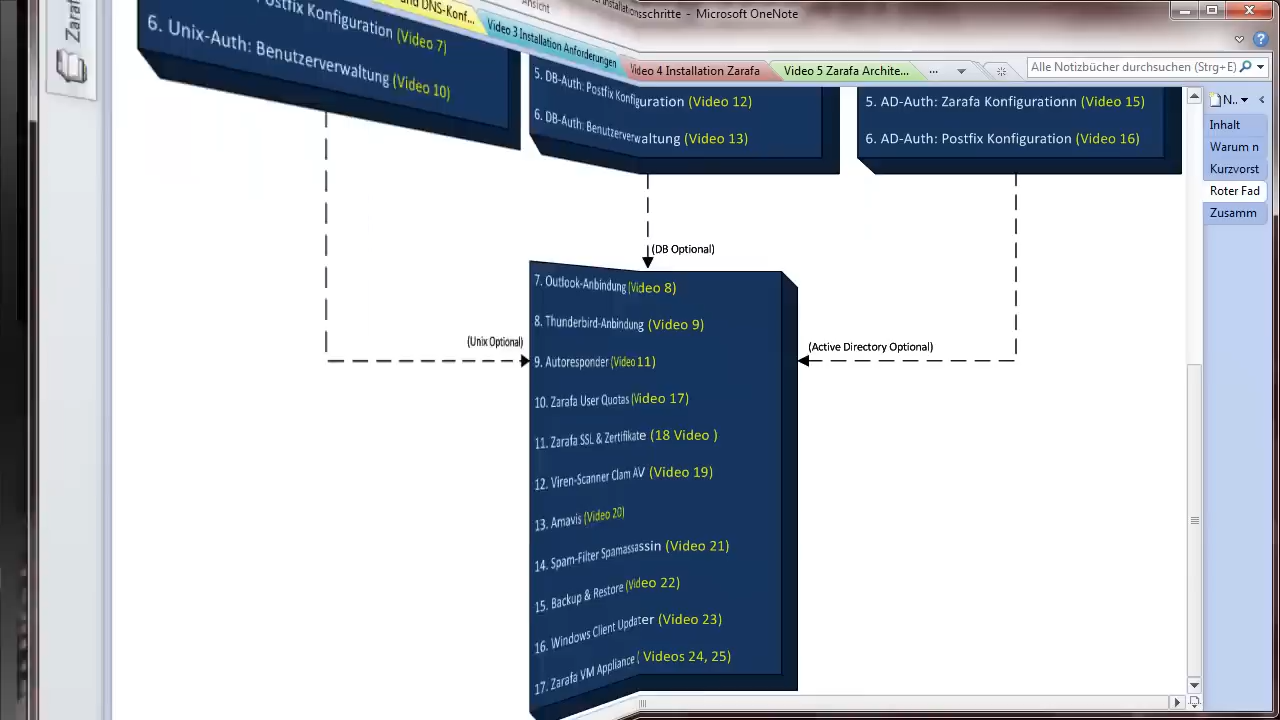 Ansicht
Installationsschritte - Microsoft OneNote
und DNS-Konf...
Video 3 Installation Anforderungen
Video 4 Installation Zarafa
Video 5 Zarafa Archite...
...
Alle Notizbücher durchsuchen (Strg+E)
Zarafa
N..
Inhalt
Warum n
Kurzvorst
Roter Fad
Zusamm
Postfix Konfiguration (Video 7)
6. Unix-Auth: Benutzerverwaltung (Video 10)
5. DB-Auth: Postfix Konfiguration (Video 12)
6. DB-Auth: Benutzerverwaltung (Video 13)
5. AD-Auth: Zarafa Konfigurationn (Video 15)
6. AD-Auth: Postfix Konfiguration (Video 16)
(DB Optional)
(Unix Optional)
(Active Directory Optional)
7. Outlook-Anbindung (Video 8)
8. Thunderbird-Anbindung (Video 9)
9. Autoresponder (Video 11)
10. Zarafa User Quotas (Video 17)
11. Zarafa SSL & Zertifikate (18 Video )
12. Viren-Scanner Clam AV (Video 19)
13. Amavis (Video 20)
14. Spam-Filter Spamassassin (Video 21)
15. Backup & Restore (Video 22)
16. Windows Client Updater (Video 23)
17. Zarafa VM Appliance ( Videos 24, 25)